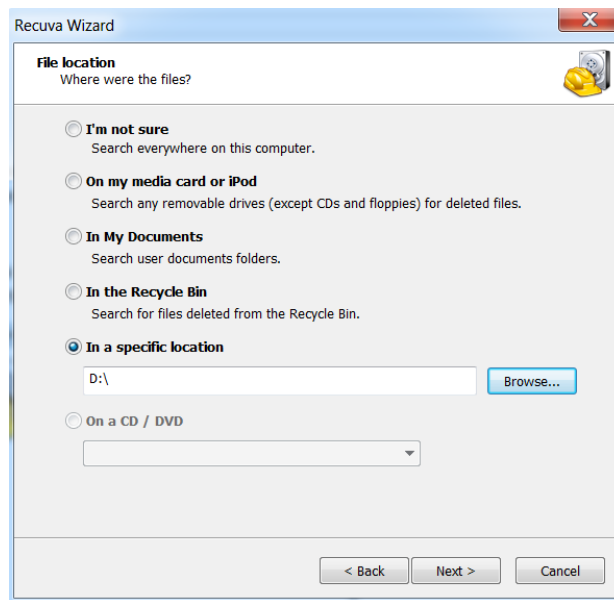 Recuva Wizard
File location
Where were the files?
I'm not sure
Search everywhere on this computer.
On my media card or iPod
Search any removable drives (except CDs and floppies) for deleted files.
In My Documents
Search user documents folders.
In the Recycle Bin
Search for files deleted from the Recycle Bin.
In a specific location
D:\
Browse...
On a CD / DVD
< Back
Next >
Cancel